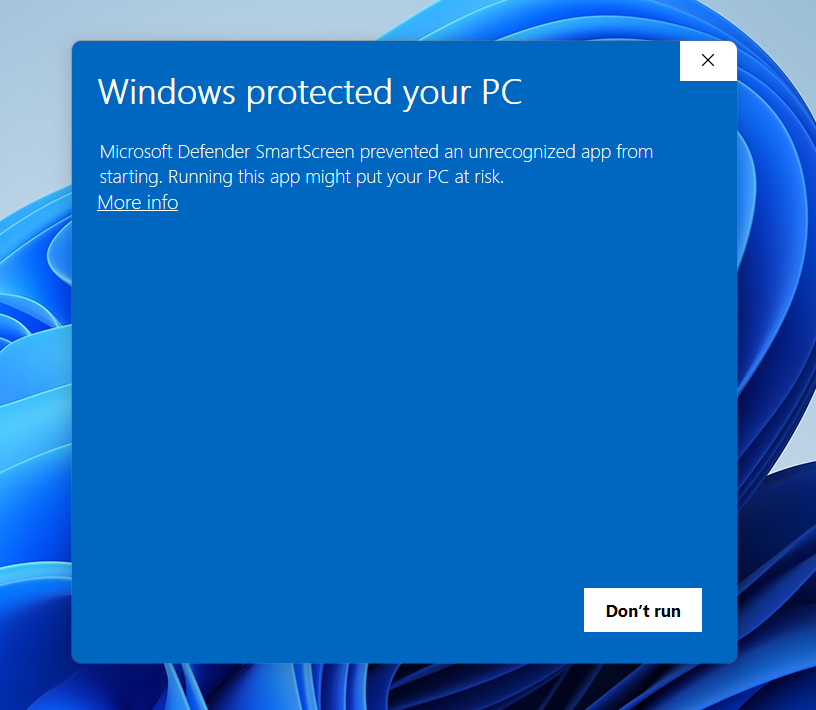 Windows protected your PC
Microsoft Defender SmartScreen prevented an unrecognized app from
starting. Running this app might put your PC at risk.
More info
Don’t run